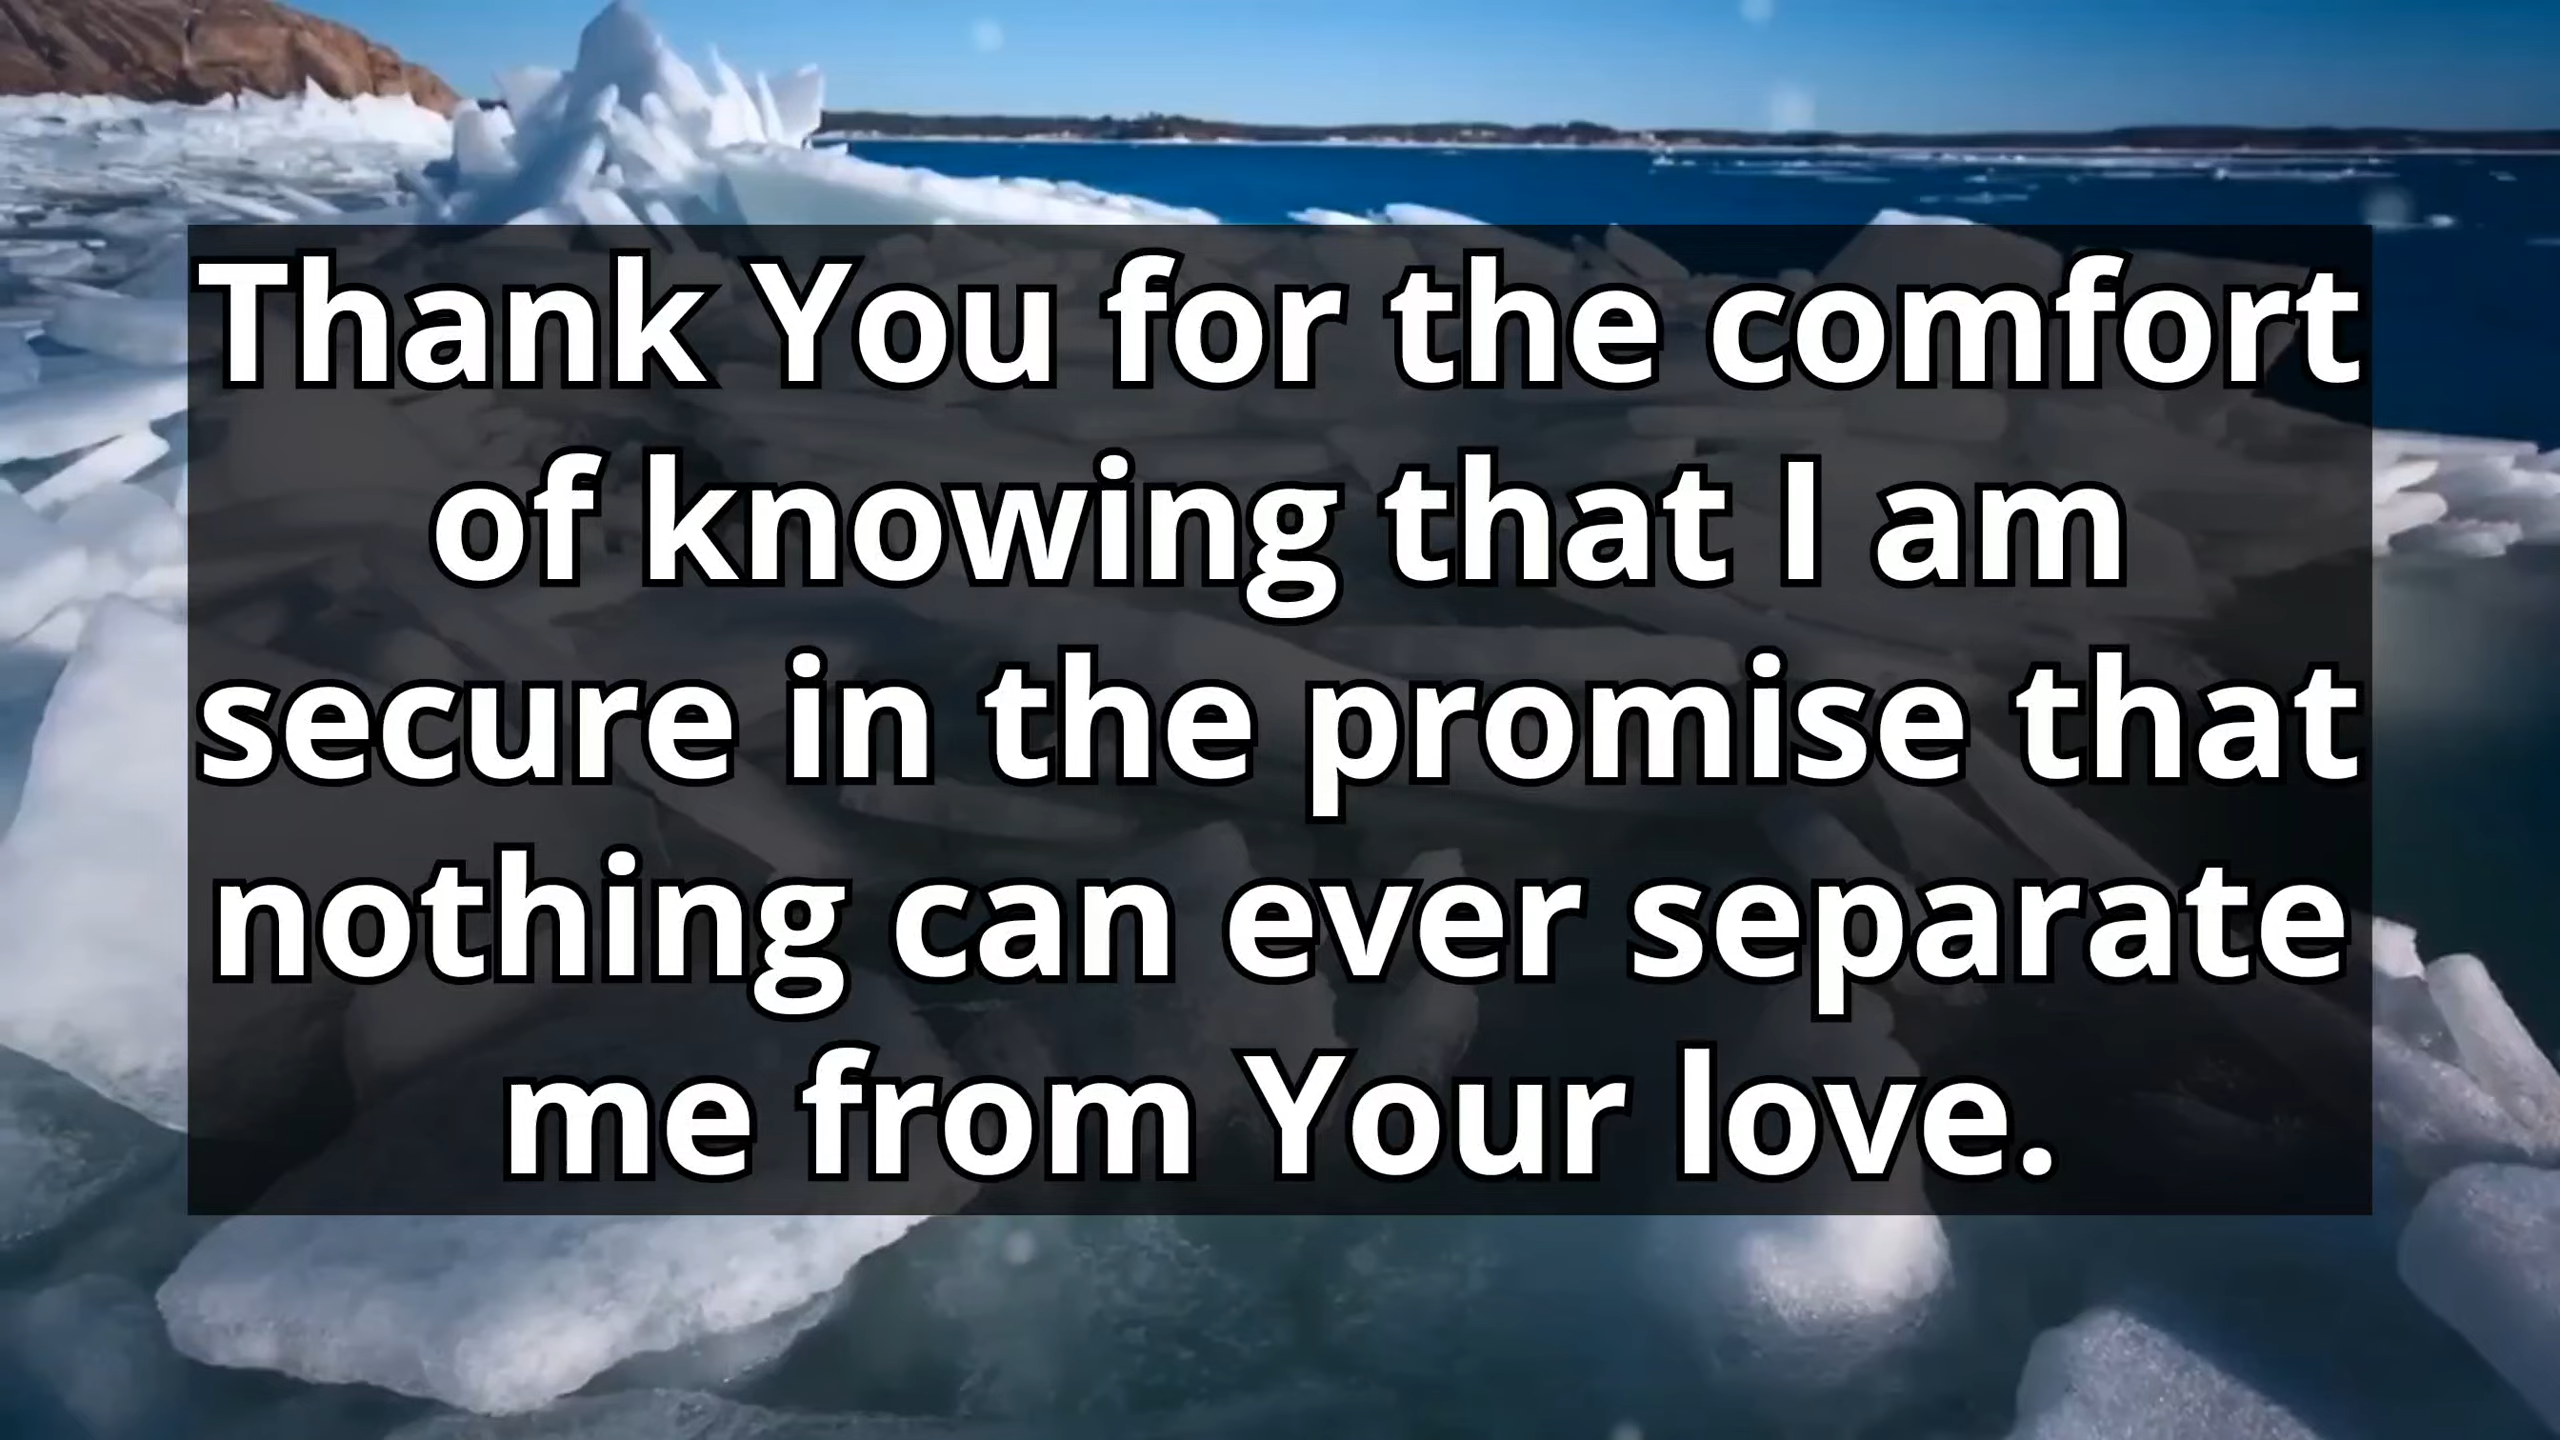 Thank You for the comfort
of knowing that I am
secure in the promise that
nothing can ever separate
me from Your love.